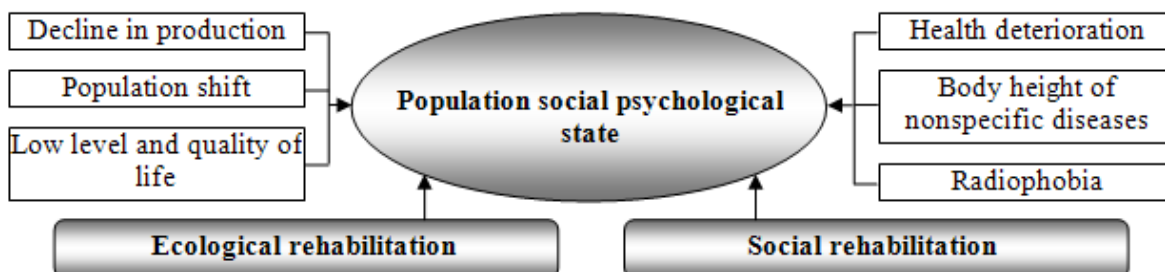 Decline in production
Population shift
Low level and quality of
life
Population social psychological
state
Health deterioration
Body height of
nonspecific diseases
Radiophobia
Ecological rehabilitation
Social rehabilitation